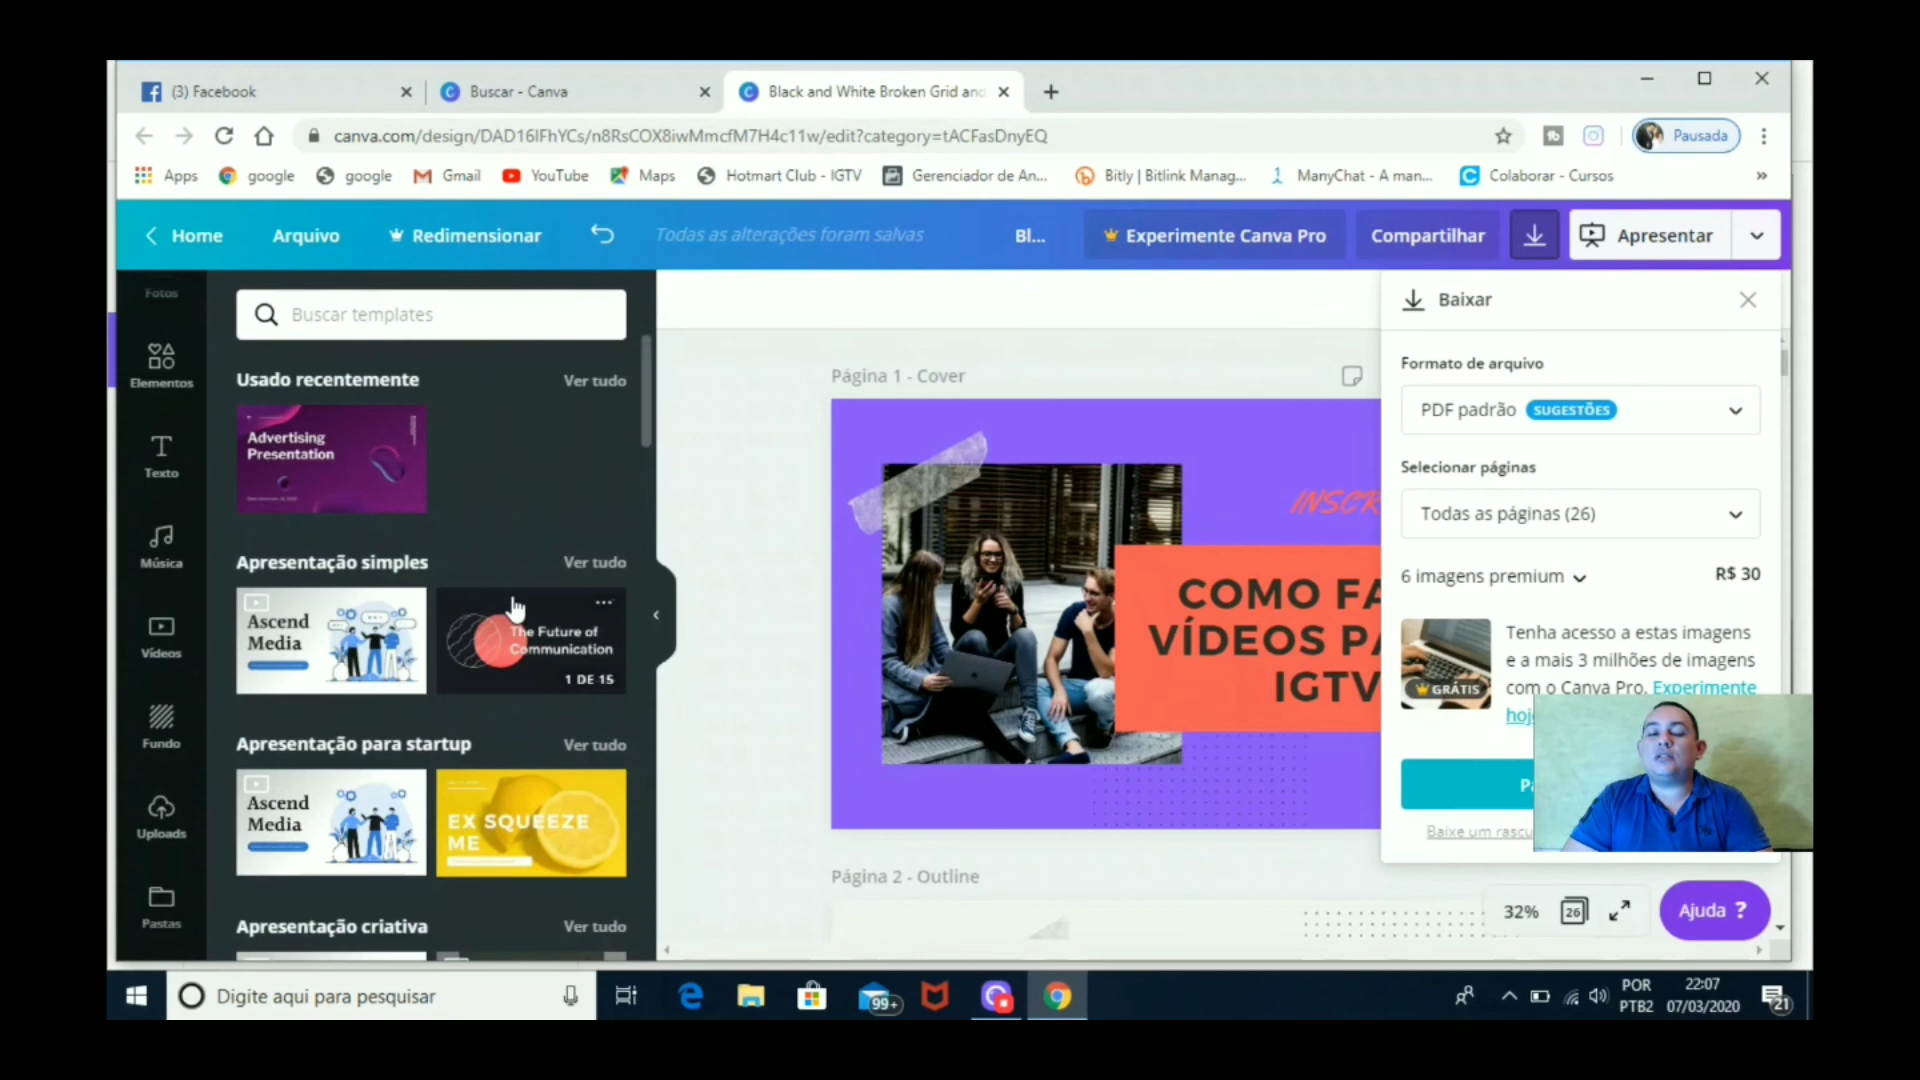 (3) Facebook
Buscar - Canva
Black and White Broken Grid and
canva.com/design/DAD16lFhYCs/n8RsCOX8iwMmcfM7H4c11w/edit?category=tACFasDnyEQ
Pausada
Apps
google
google
Gmail
YouTube
Maps
Hotmart Club - IGTV
Gerenciador de An...
Bitly | Bitlink Manag...
ManyChat - A man...
Colaborar - Cursos
»
Home
Arquivo
Redimensionar
Todas as alterações foram salvas
Bl...
Experimente Canva Pro
Compartilhar
Apresentar
Fotos
Elementos
Texto
Música
Vídeos
Fundo
Uploads
Pastas
Buscar templates
Usado recentemente
Ver tudo
Advertising
Presentation
Apresentação simples
Ver tudo
Ascend
Media
The Future of
Communication
1 DE 15
Apresentação para startup
Ver tudo
Ascend
Media
EX SQUEEZE
ME
Apresentação criativa
Ver tudo
Página 1 - Cover
INSCR
COMO FA
VÍDEOS PA
IGTV
Página 2 - Outline
Baixar
Formato de arquivo
PDF padrão SUGESTÕES
Selecionar páginas
Todas as páginas (26)
6 imagens premium
R$ 30
GRÁTIS
Tenha acesso a estas imagens
e a mais 3 milhões de imagens
com o Canva Pro. Experimente
hoj
Baixe um rascu
32%
26
Ajuda ?
Digite aqui para pesquisar
99+
POR
PTB2
22:07
07/03/2020
21